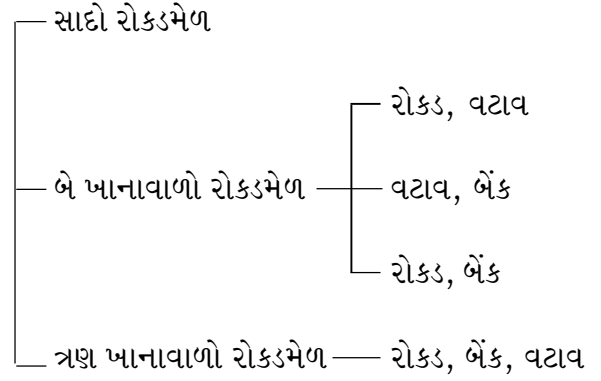 સાદો રોકડમેળ
રોકડ, વટાવ
બે ખાનાવાળો રોકડમેળ
વટાવ, બેંક
રોકડ, બેંક
ત્રણ ખાનાવાળો રોકડમેળ
રોકડ, બેંક, વટાવ